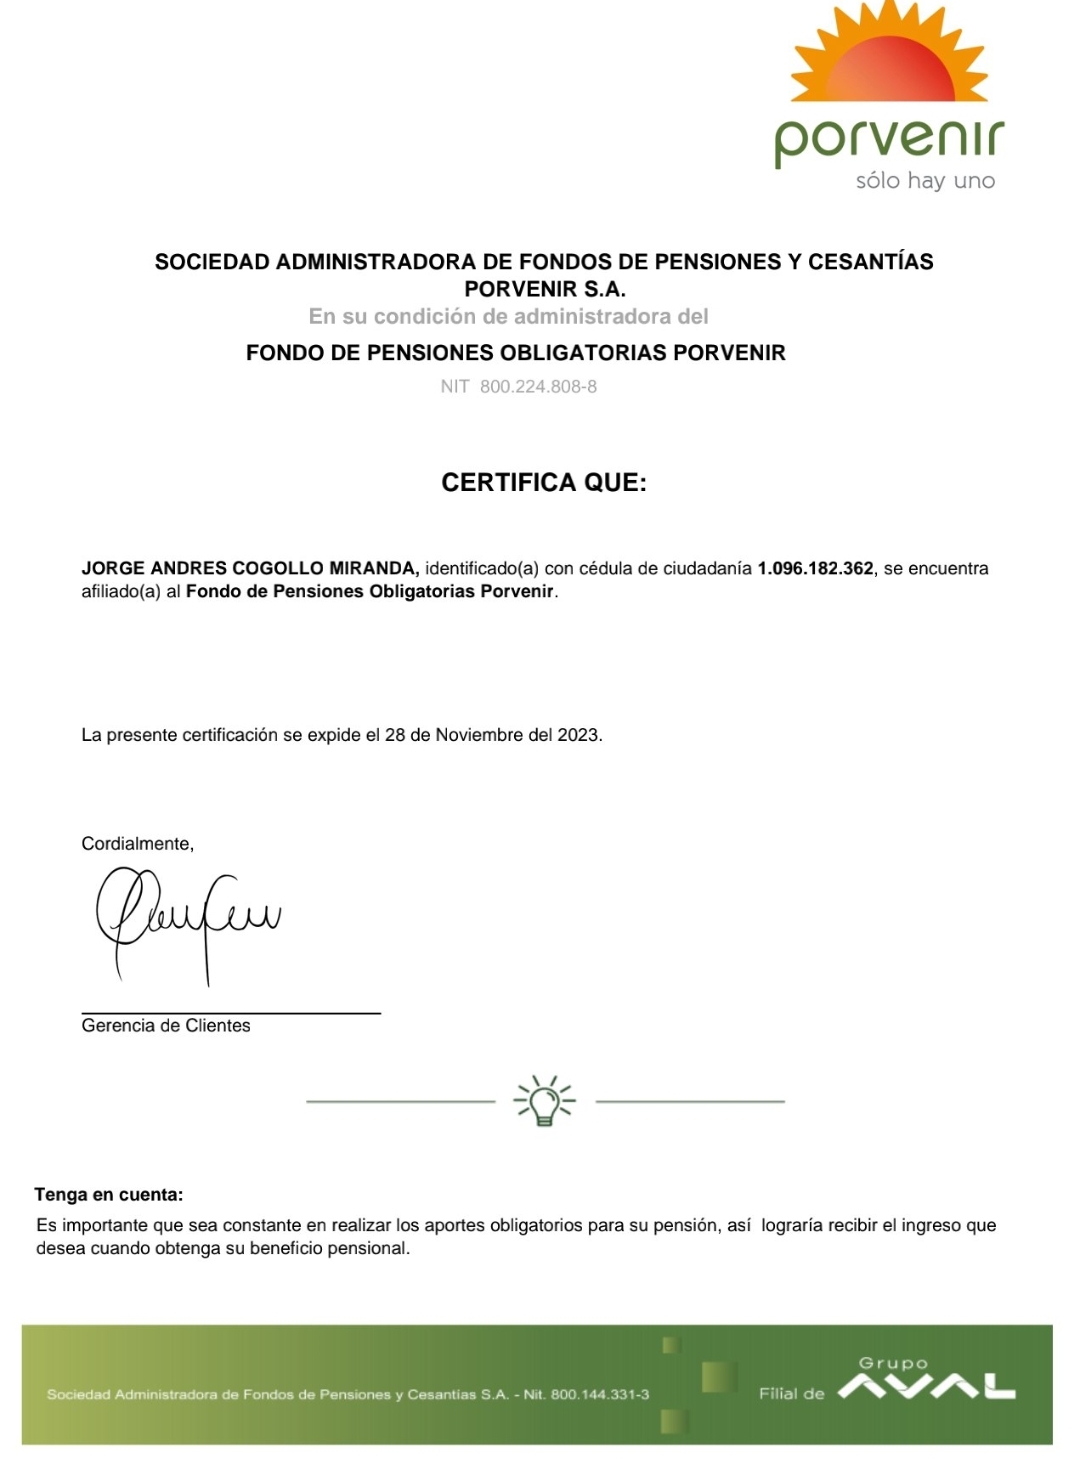 porvenir
sólo hay uno
SOCIEDAD ADMINISTRADORA DE FONDOS DE PENSIONES Y CESANTÍAS
PORVENIR S.A.
En su condición de administradora del
FONDO DE PENSIONES OBLIGATORIAS PORVENIR
NIT 800.224.808-8
CERTIFICA QUE:
JORGE ANDRES COGOLLO MIRANDA, identificado(a) con cédula de ciudadanía 1.096.182.362, se encuentra
afiliado(a) al Fondo de Pensiones Obligatorias Porvenir.
La presente certificación se expide el 28 de Noviembre del 2023.
Cordialmente,
Gerencia de Clientes
Tenga en cuenta:
Es importante que sea constante en realizar los aportes obligatorios para su pensión, así lograría recibir el ingreso que
desea cuando obtenga su beneficio pensional.
Sociedad Administradora de Fondos de Pensiones y Cesantías S.A. - Nit. 800.144.331-3
Filial de Grupo AVAL